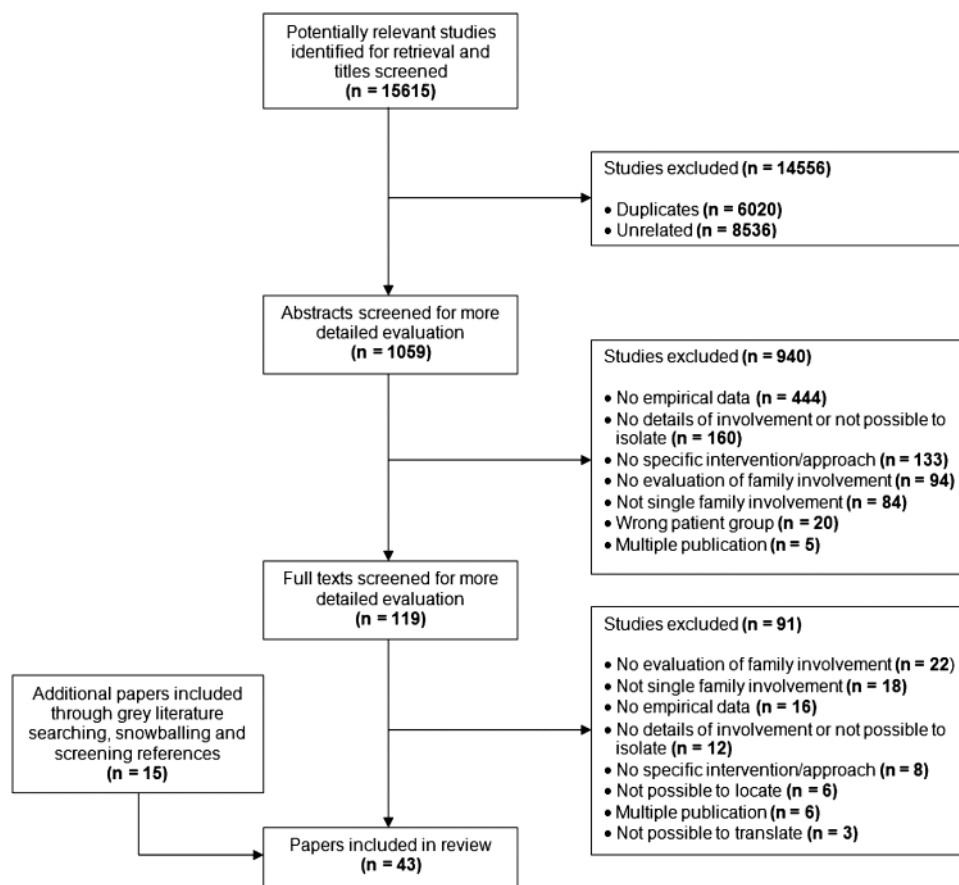 Potentially relevant studies
identified for retrieval and
titles screened
(n = 15615)
Studies excluded (n = 14556)
• Duplicates (n = 6020)
• Unrelated (n = 8536)
Abstracts screened for more
detailed evaluation
(n = 1059)
Studies excluded (n = 940)
• No empirical data (n = 444)
• No details of involvement or not possible to
isolate (n = 160)
• No specific intervention/approach (n = 133)
• No evaluation of family involvement (n = 94)
• Not single family involvement (n = 84)
• Wrong patient group (n = 20)
• Multiple publication (n = 5)
Full texts screened for more
detailed evaluation
(n = 119)
Studies excluded (n = 91)
• No evaluation of family involvement (n = 22)
• Not single family involvement (n = 18)
• No empirical data (n = 16)
• No details of involvement or not possible to
isolate (n = 12)
• No specific intervention/approach (n = 8)
• Not possible to locate (n = 6)
• Multiple publication (n = 6)
• Not possible to translate (n = 3)
Additional papers included
through grey literature
searching, snowballing and
screening references
(n = 15)
Papers included in review
(n = 43)